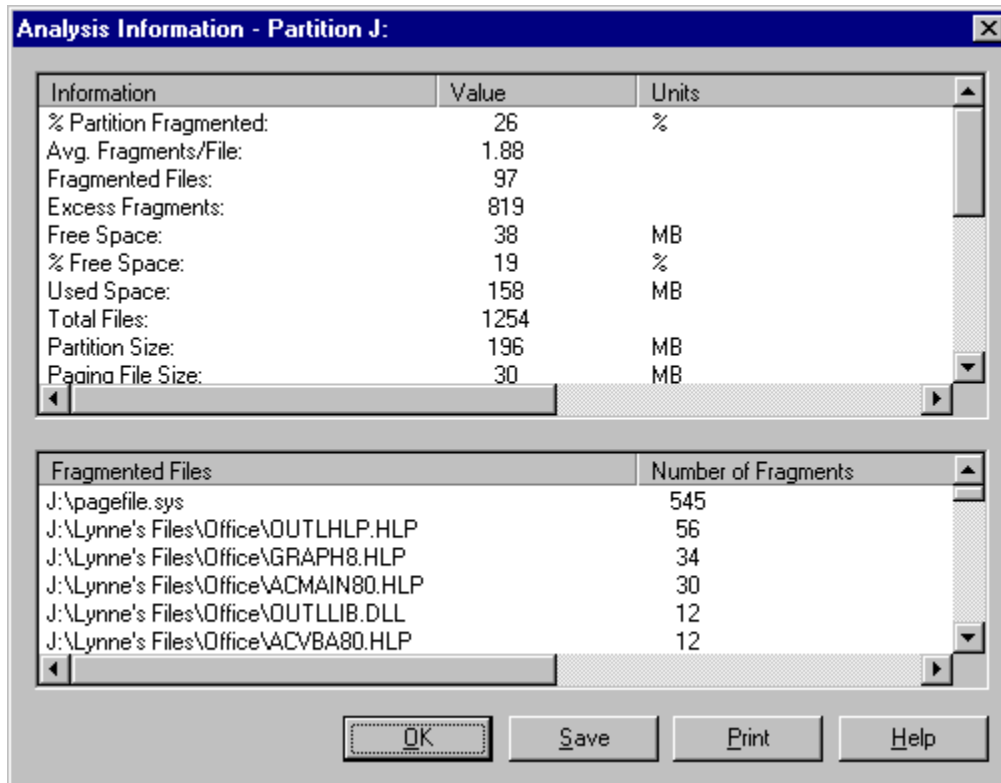 Analysis Information - Partition J:
Information Value Units
% Partition Fragmented: 26 %
Avg. Fragments/File: 1.88
Fragmented Files: 97
Excess Fragments: 819
Free Space: 38 MB
% Free Space: 19 %
Used Space: 158 MB
Total Files: 1254
Partition Size: 196 MB
Paging File Size: 30 MB
Fragmented Files Number of Fragments
J:\pagefile.sys 545
J:\Lynne's Files\Office\OUTLHLP.HLP 56
J:\Lynne's Files\Office\GRAPH8.HLP 34
J:\Lynne's Files\Office\ACMAIN80.HLP 30
J:\Lynne's Files\Office\OUTLLIB.DLL 12
J:\Lynne's Files\Office\ACVBA80.HLP 12
OK Save Print Help